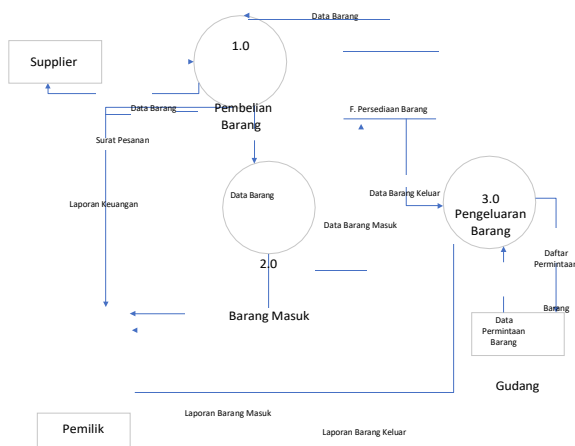 Data Barang
1.0
Supplier
Pembelian
Barang
Data Barang
F. Persediaan Barang
Surat Pesanan
Data Barang
Data Barang Keluar
3.0
Pengeluaran
Barang
Laporan Keuangan
Data Barang Masuk
Daftar
Permintaan
Barang
2.0
Barang Masuk
Data
Permintaan
Barang
Gudang
Laporan Barang Masuk
Pemilik
Laporan Barang Keluar